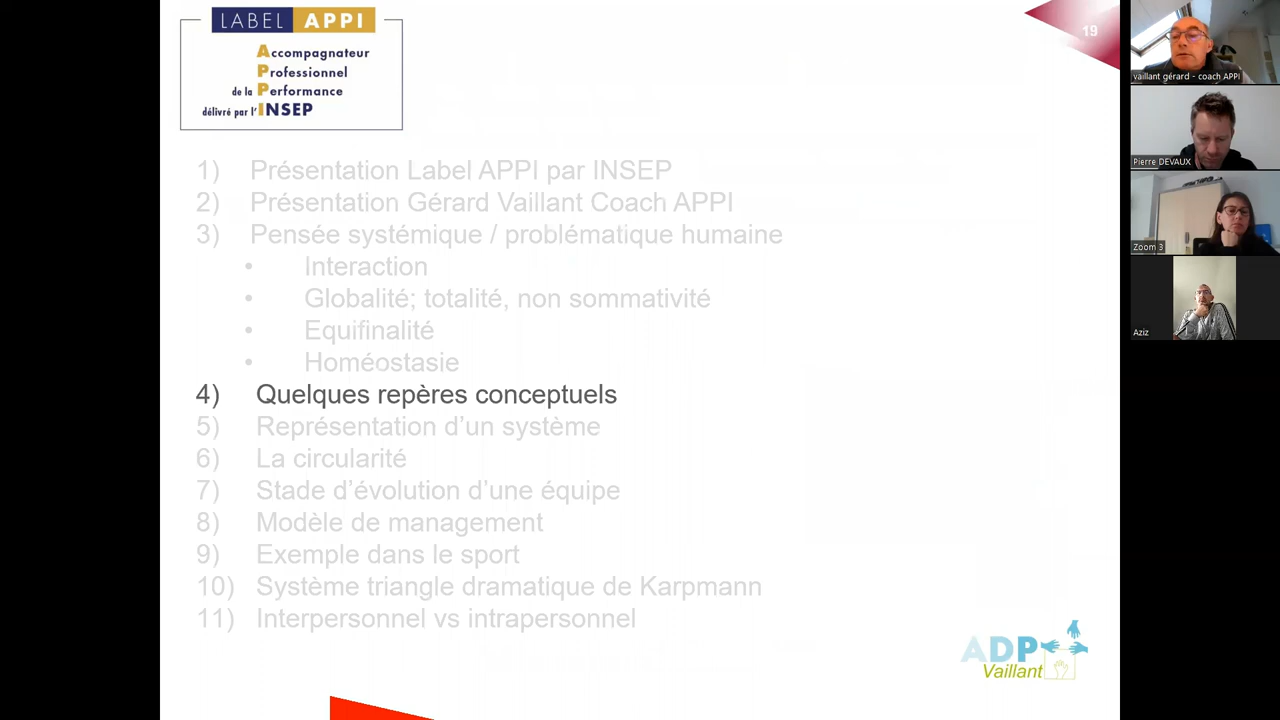 LABEL APPI
Accompagnateur
Professionnel
de la Performance
délivré par l'INSEP
19
1) Présentation Label APPI par INSEP
2) Présentation Gérard Vaillant Coach APPI
3) Pensée systémique / problématique humaine
• Interaction
• Globalité; totalité, non sommativité
• Equifinalité
• Homéostasie
4) Quelques repères conceptuels
5) Représentation d'un système
6) La circularité
7) Stade d'évolution d'une équipe
8) Modèle de management
9) Exemple dans le sport
10) Système triangle dramatique de Karpmann
11) Interpersonnel vs intrapersonnel
ADP
Vaillant
vaillant gérard - coach APPI
Pierre DEVAUX
Zoom 3
Aziz